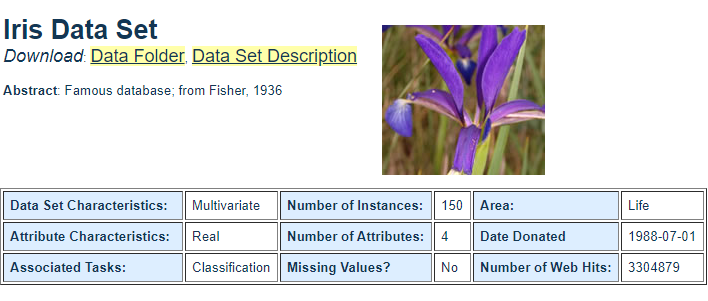 Iris Data Set
Download: Data Folder, Data Set Description
Abstract: Famous database; from Fisher, 1936
Data Set Characteristics: Multivariate Number of Instances: 150 Area: Life
Attribute Characteristics: Real Number of Attributes: 4 Date Donated 1988-07-01
Associated Tasks: Classification Missing Values? No Number of Web Hits: 3304879